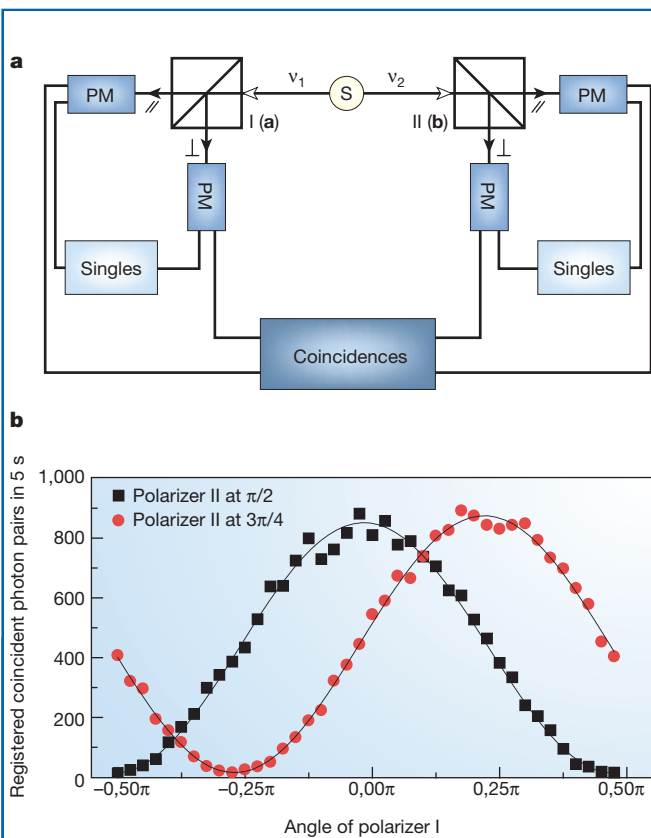 a
ν₁
S
ν₂
PM
//
I (a)
II (b)
//
PM
⊥
⊥
PM
PM
Singles
Singles
Coincidences
b
Registered coincident photon pairs in 5 s
1,000
800
600
400
200
0
■ Polarizer II at π/2
● Polarizer II at 3π/4
−0,50π
−0,25π
0,00π
0,25π
0,50π
Angle of polarizer I